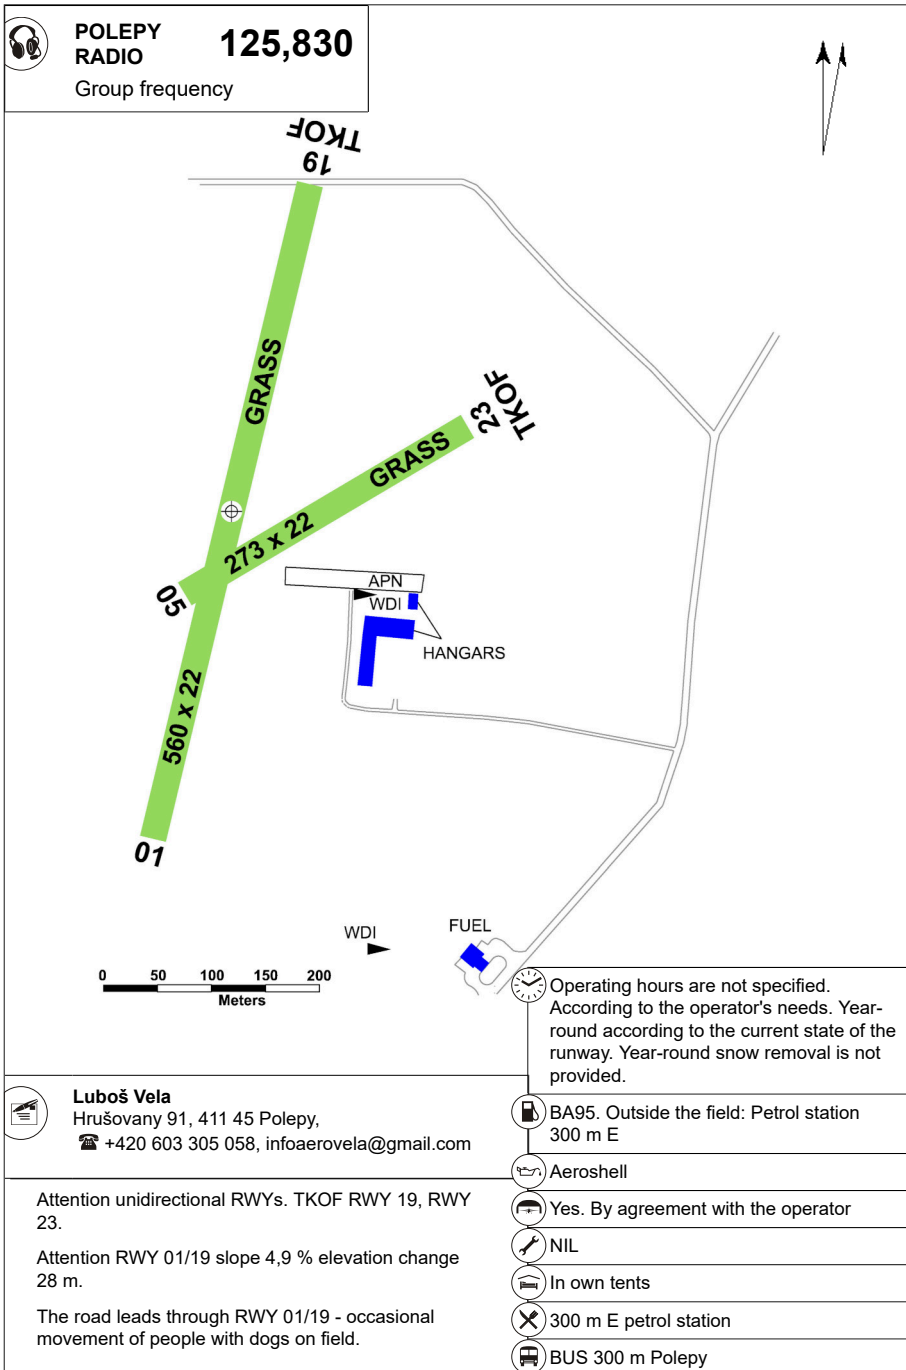 POLEPY
RADIO
125,830
Group frequency
TKOF
19
GRASS
TKOF
23
GRASS
273 x 22
05
APN
WDI
HANGARS
560 x 22
01
WDI
FUEL
0 50 100 150 200
Meters
Operating hours are not specified.
According to the operator's needs. Year-
round according to the current state of the
runway. Year-round snow removal is not
provided.
Luboš Vela
Hrušovany 91, 411 45 Polepy,
☎ +420 603 305 058, infoaerovela@gmail.com
BA95. Outside the field: Petrol station
300 m E
Aeroshell
Yes. By agreement with the operator
NIL
In own tents
300 m E petrol station
BUS 300 m Polepy
Attention unidirectional RWYs. TKOF RWY 19, RWY
23.
Attention RWY 01/19 slope 4,9 % elevation change
28 m.
The road leads through RWY 01/19 - occasional
movement of people with dogs on field.